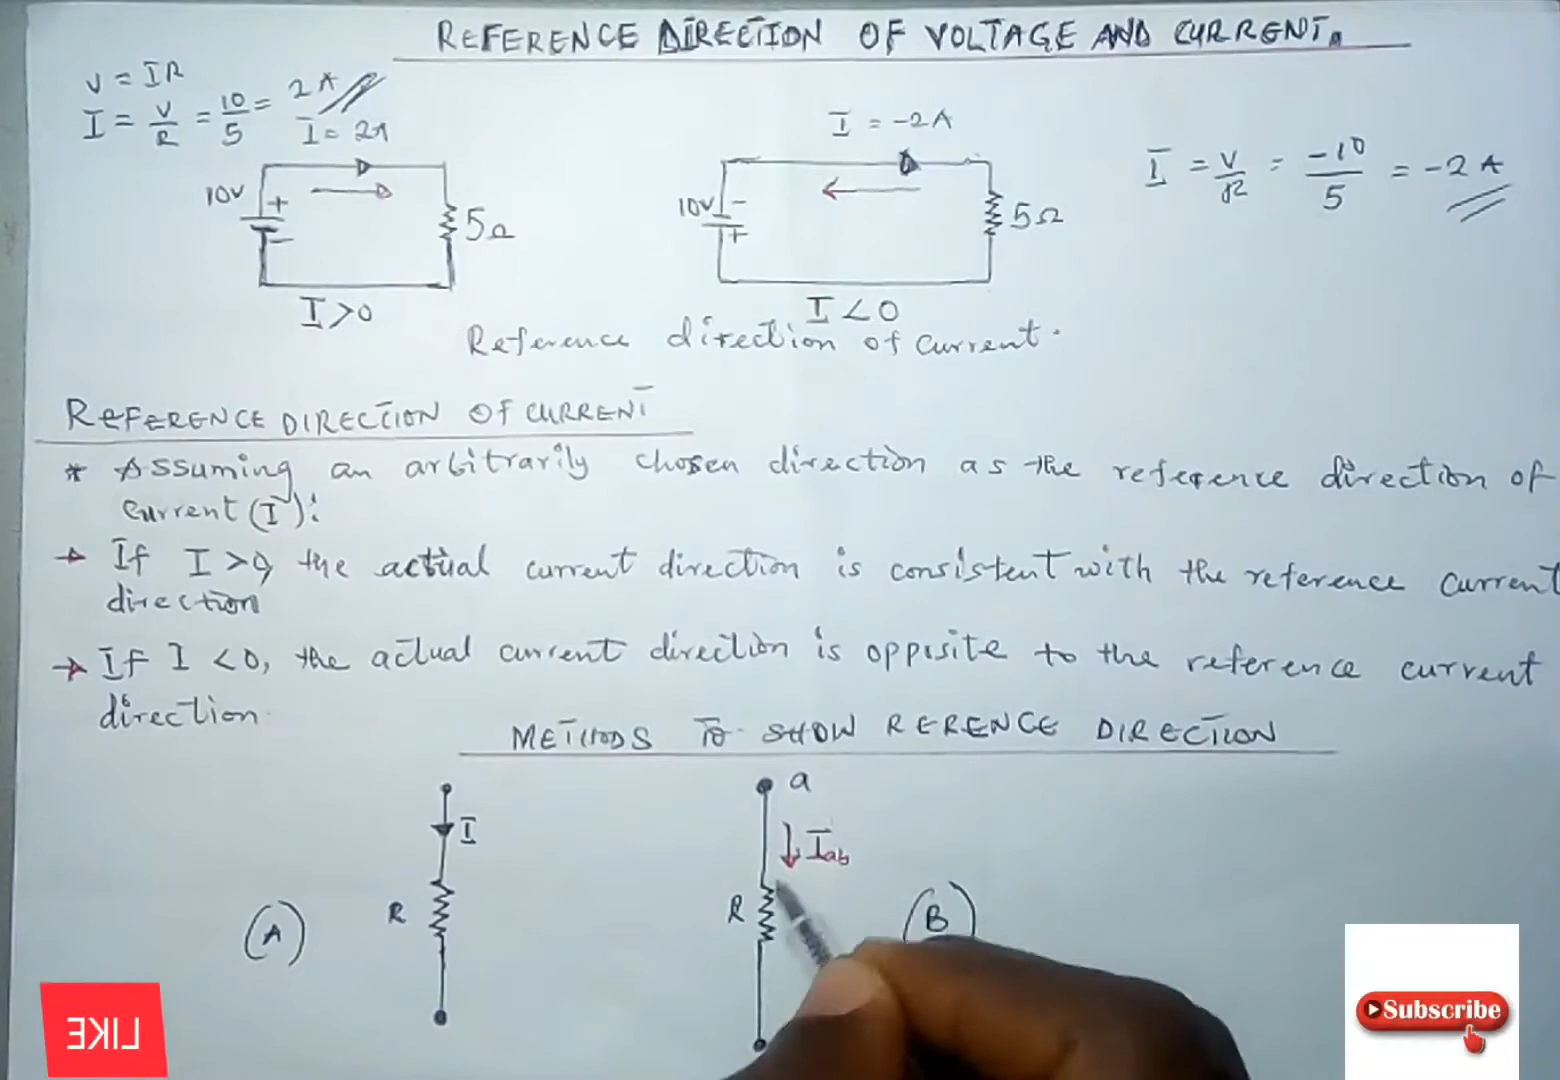 REFERENCE DIRECTION OF VOLTAGE AND CURRENT.
V = IR
I = V/R = 10/5 = 2A
I = 2A
10V
+
-
5Ω
I>0
I = -2A
10V
-
+
5Ω
I<0
I = V/R = -10/5 = -2A
Reference direction of current.
REFERENCE DIRECTION OF CURRENT
* Assuming an arbitrarily chosen direction as the reference direction of
current (I):
→ If I >0, the actual current direction is consistent with the reference current
direction
→ If I <0, the actual current direction is opposite to the reference current
direction.
METHODS TO SHOW RERENCE DIRECTION
I
R
(A)
a
↓ Iab
R
(B)
LIKE
Subscribe